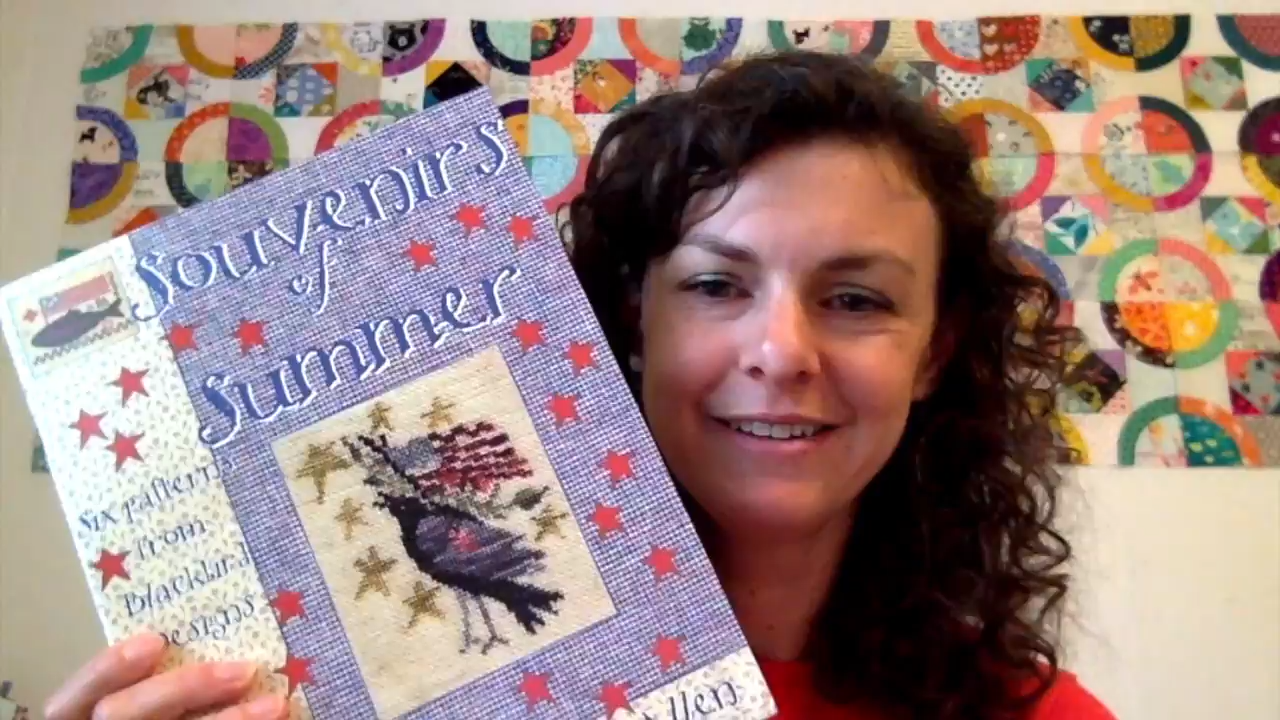 Souvenirs
of
Summer
Six patterns
from
Blackbird
Designs